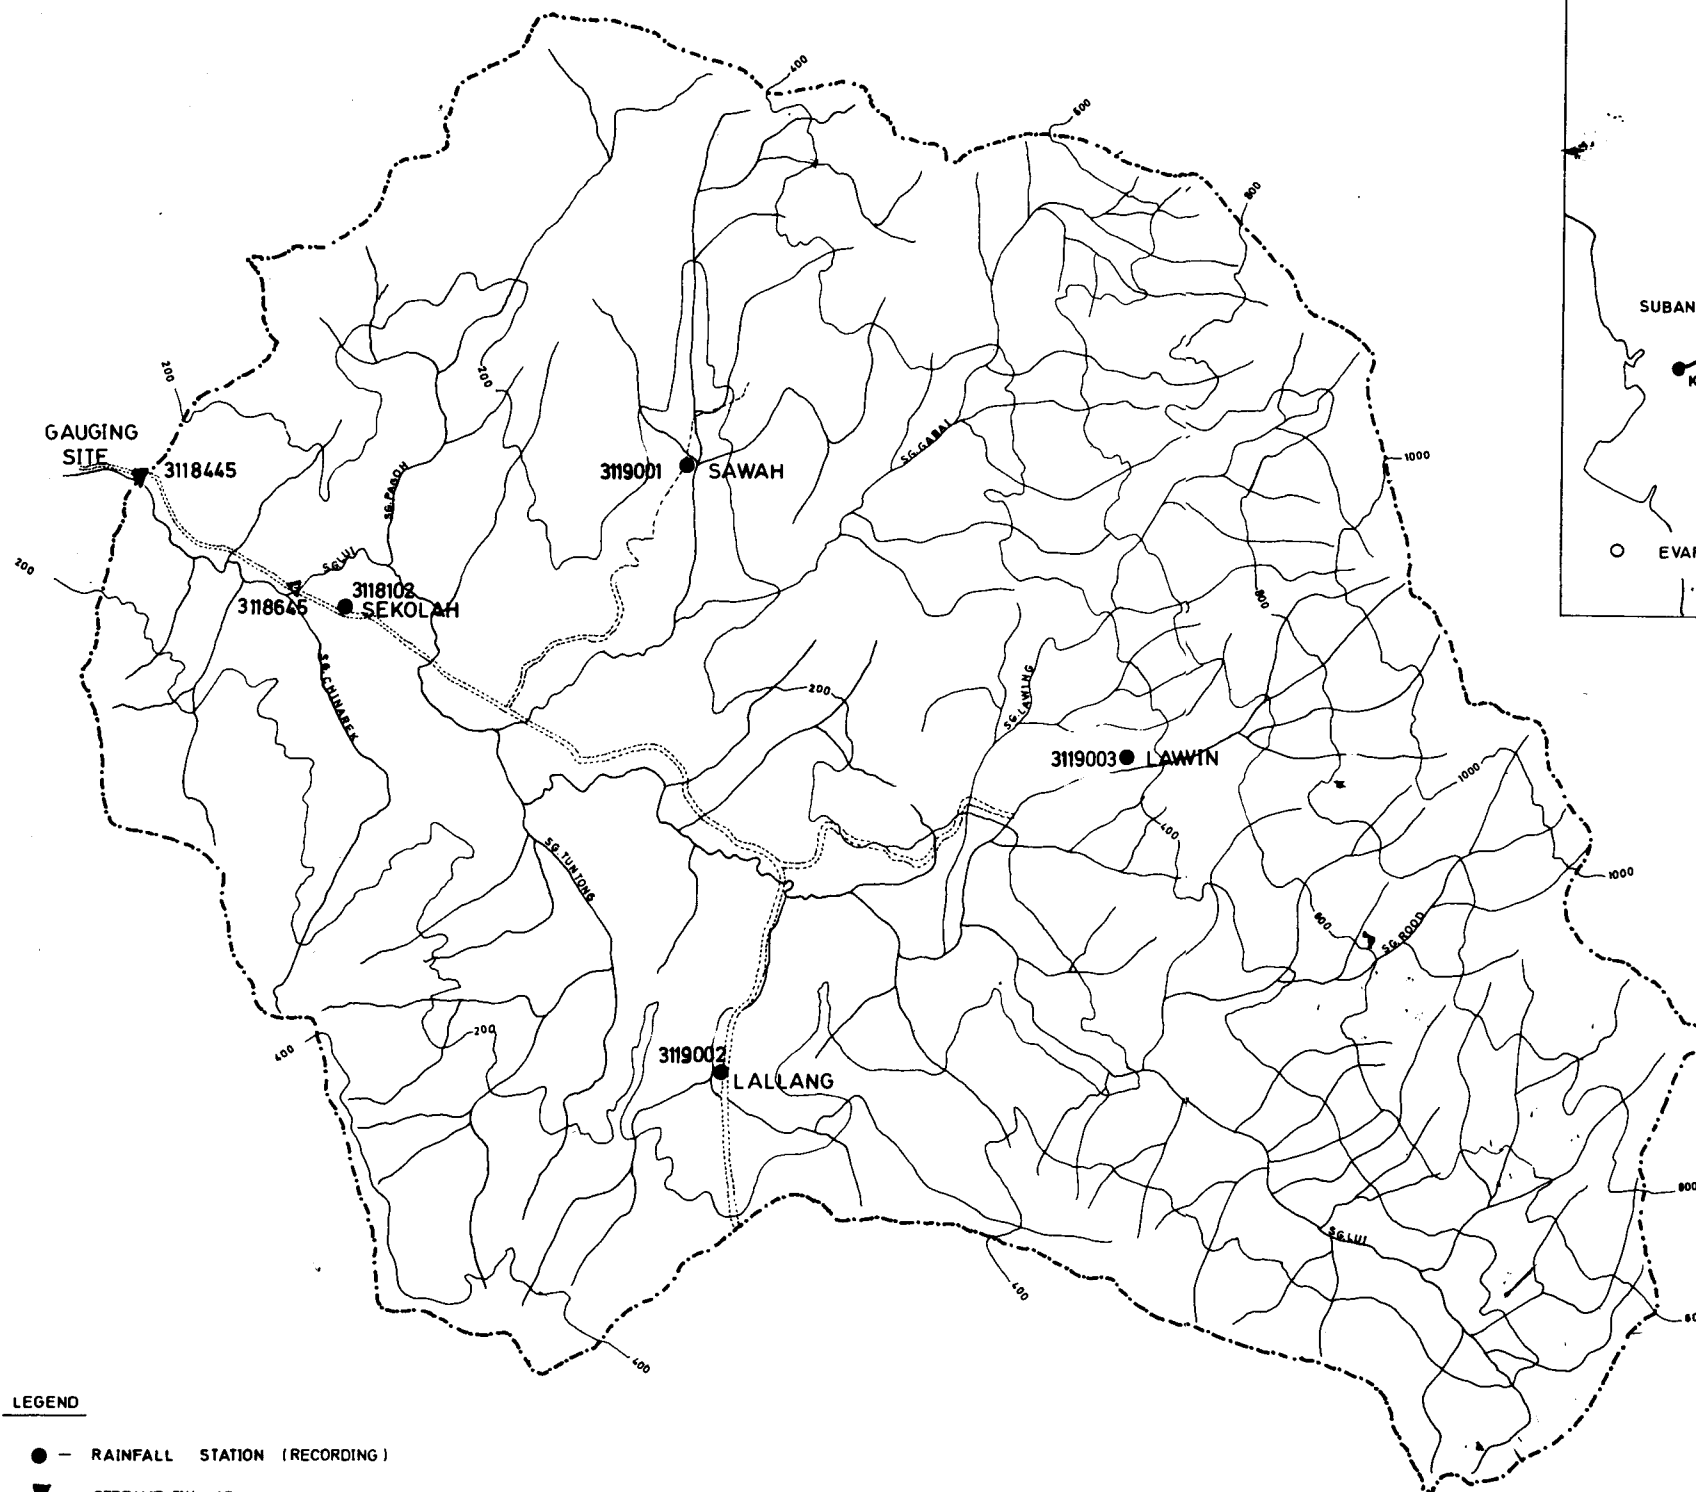 400
600
800
SUBAN
K
200
200
GAUGING
SITE
3118445
SG.PAGOH
3119001
SAWAH
SG.GABAI
1000
200
SG LUI
3118102
3118645
SEKOLAH
800
EVAP
SG.CHINAREK
200
SG.LAWING
3119003
LAWIN
1000
400
SG.TUNTONG
1000
600
SG.ROOD
200
400
3119002
LALLANG
800
SG.LUI
400
400
LEGEND
— RAINFALL STATION (RECORDING)